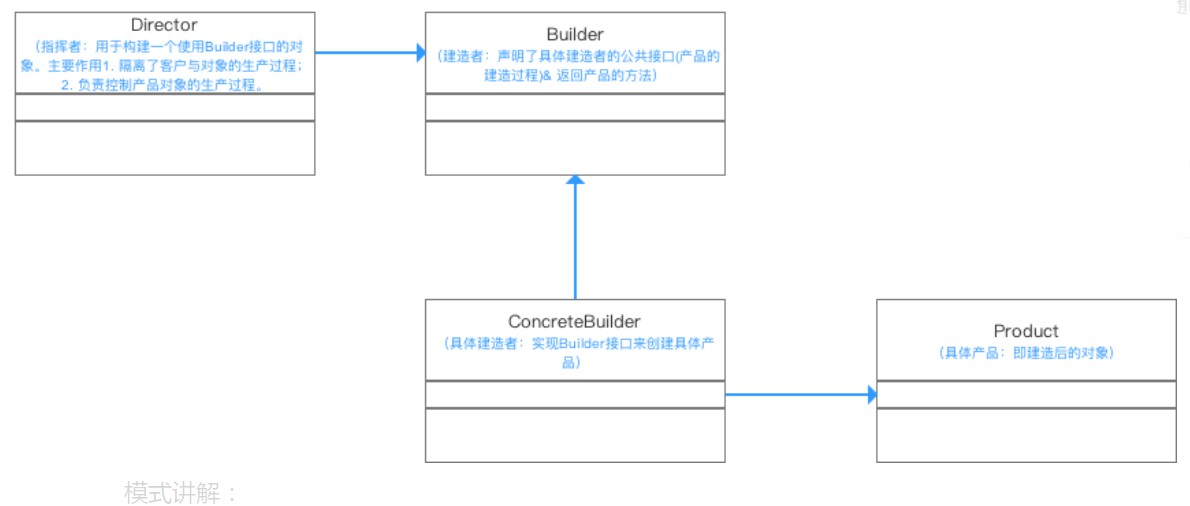 Director
（指挥者：用于构建一个使用Builder接口的对
象。主要作用1. 隔离了客户与对象的生产过程；
2. 负责控制产品对象的生产过程。
Builder
（建造者：声明了具体建造者的公共接口(产品的
建造过程)& 返回产品的方法）
ConcreteBuilder
（具体建造者：实现Builder接口来创建具体产
品）
Product
（具体产品：即建造后的对象）
模式讲解：